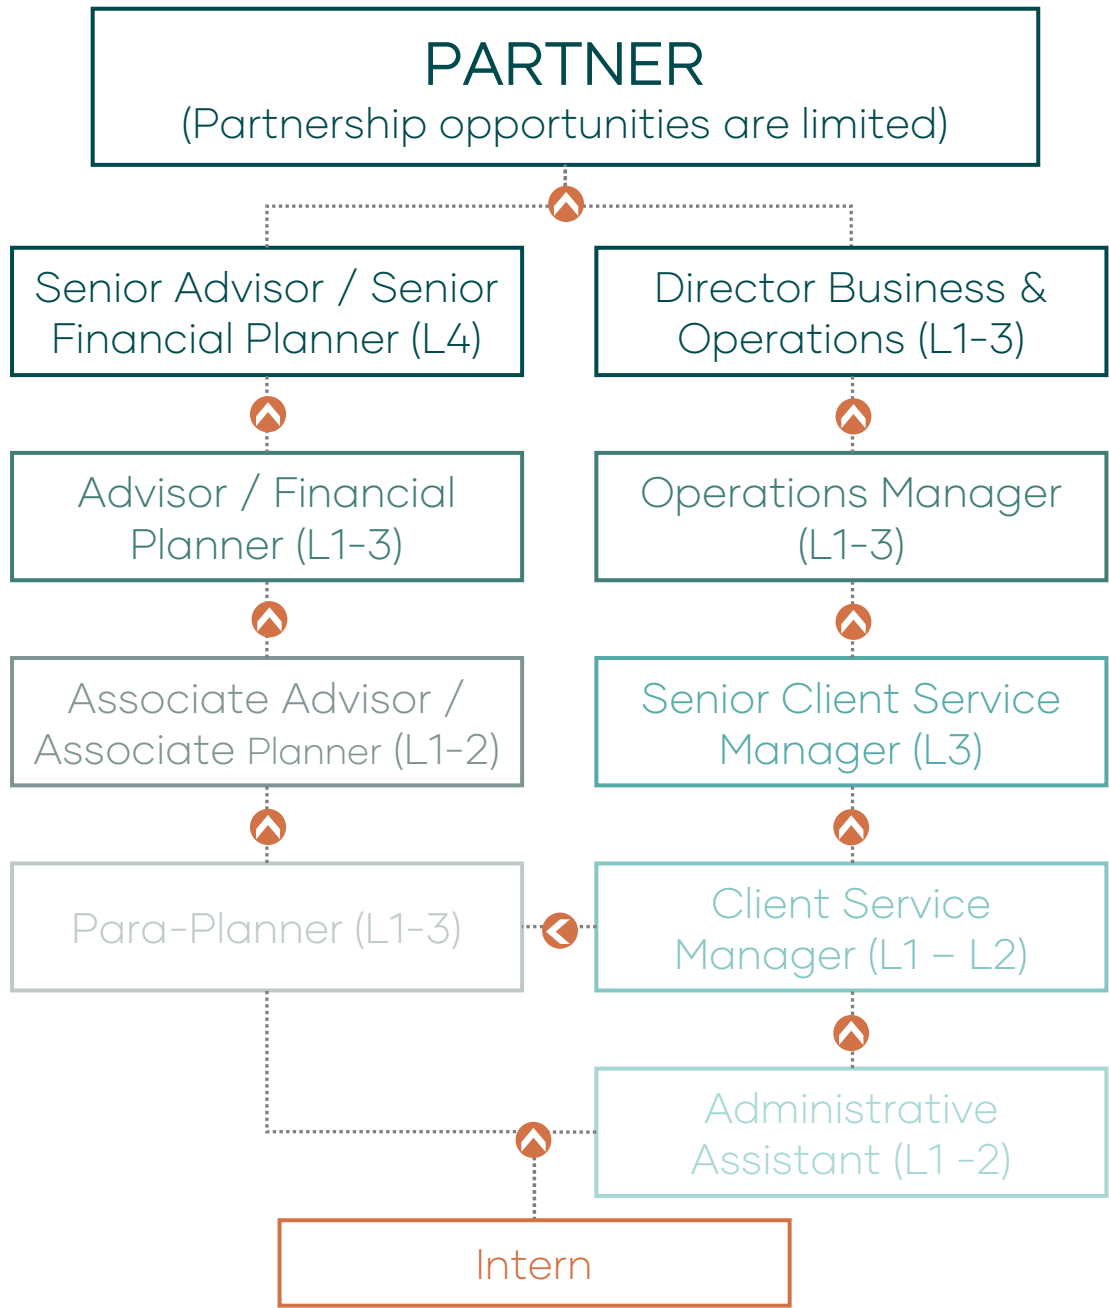 PARTNER
(Partnership opportunities are limited)
Senior Advisor / Senior
Financial Planner (L4)
Director Business &
Operations (L1-3)
Advisor / Financial
Planner (L1-3)
Operations Manager
(L1-3)
Associate Advisor /
Associate Planner (L1-2)
Senior Client Service
Manager (L3)
Para-Planner (L1-3)
Client Service
Manager (L1 – L2)
Administrative
Assistant (L1 -2)
Intern